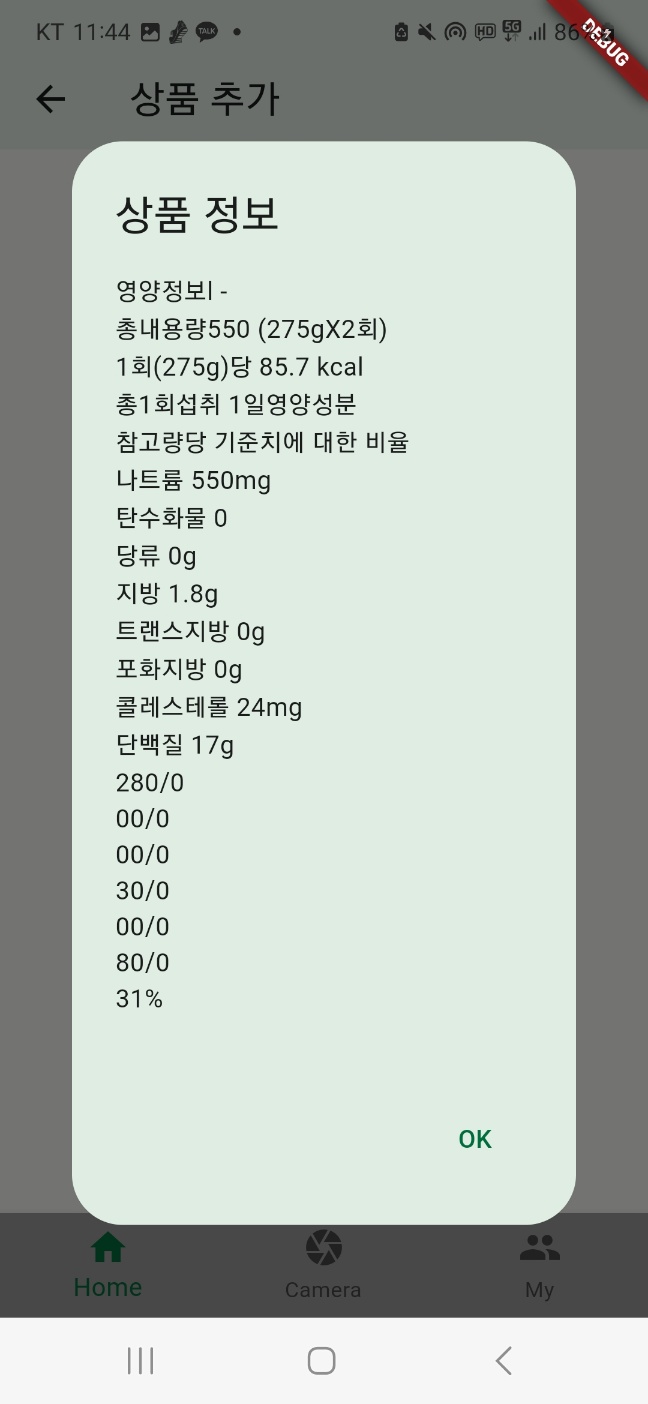 KT 11:44
TALK
HD
5G
DEBUG
상품 추가
상품 정보
영양정보l -
총내용량550 (275gX2회)
1회(275g)당 85.7 kcal
총1회섭취 1일영양성분
참고량당 기준치에 대한 비율
나트륨 550mg
탄수화물 0
당류 0g
지방 1.8g
트랜스지방 0g
포화지방 0g
콜레스테롤 24mg
단백질 17g
280/0
00/0
00/0
30/0
00/0
80/0
31%
OK
Home
Camera
My